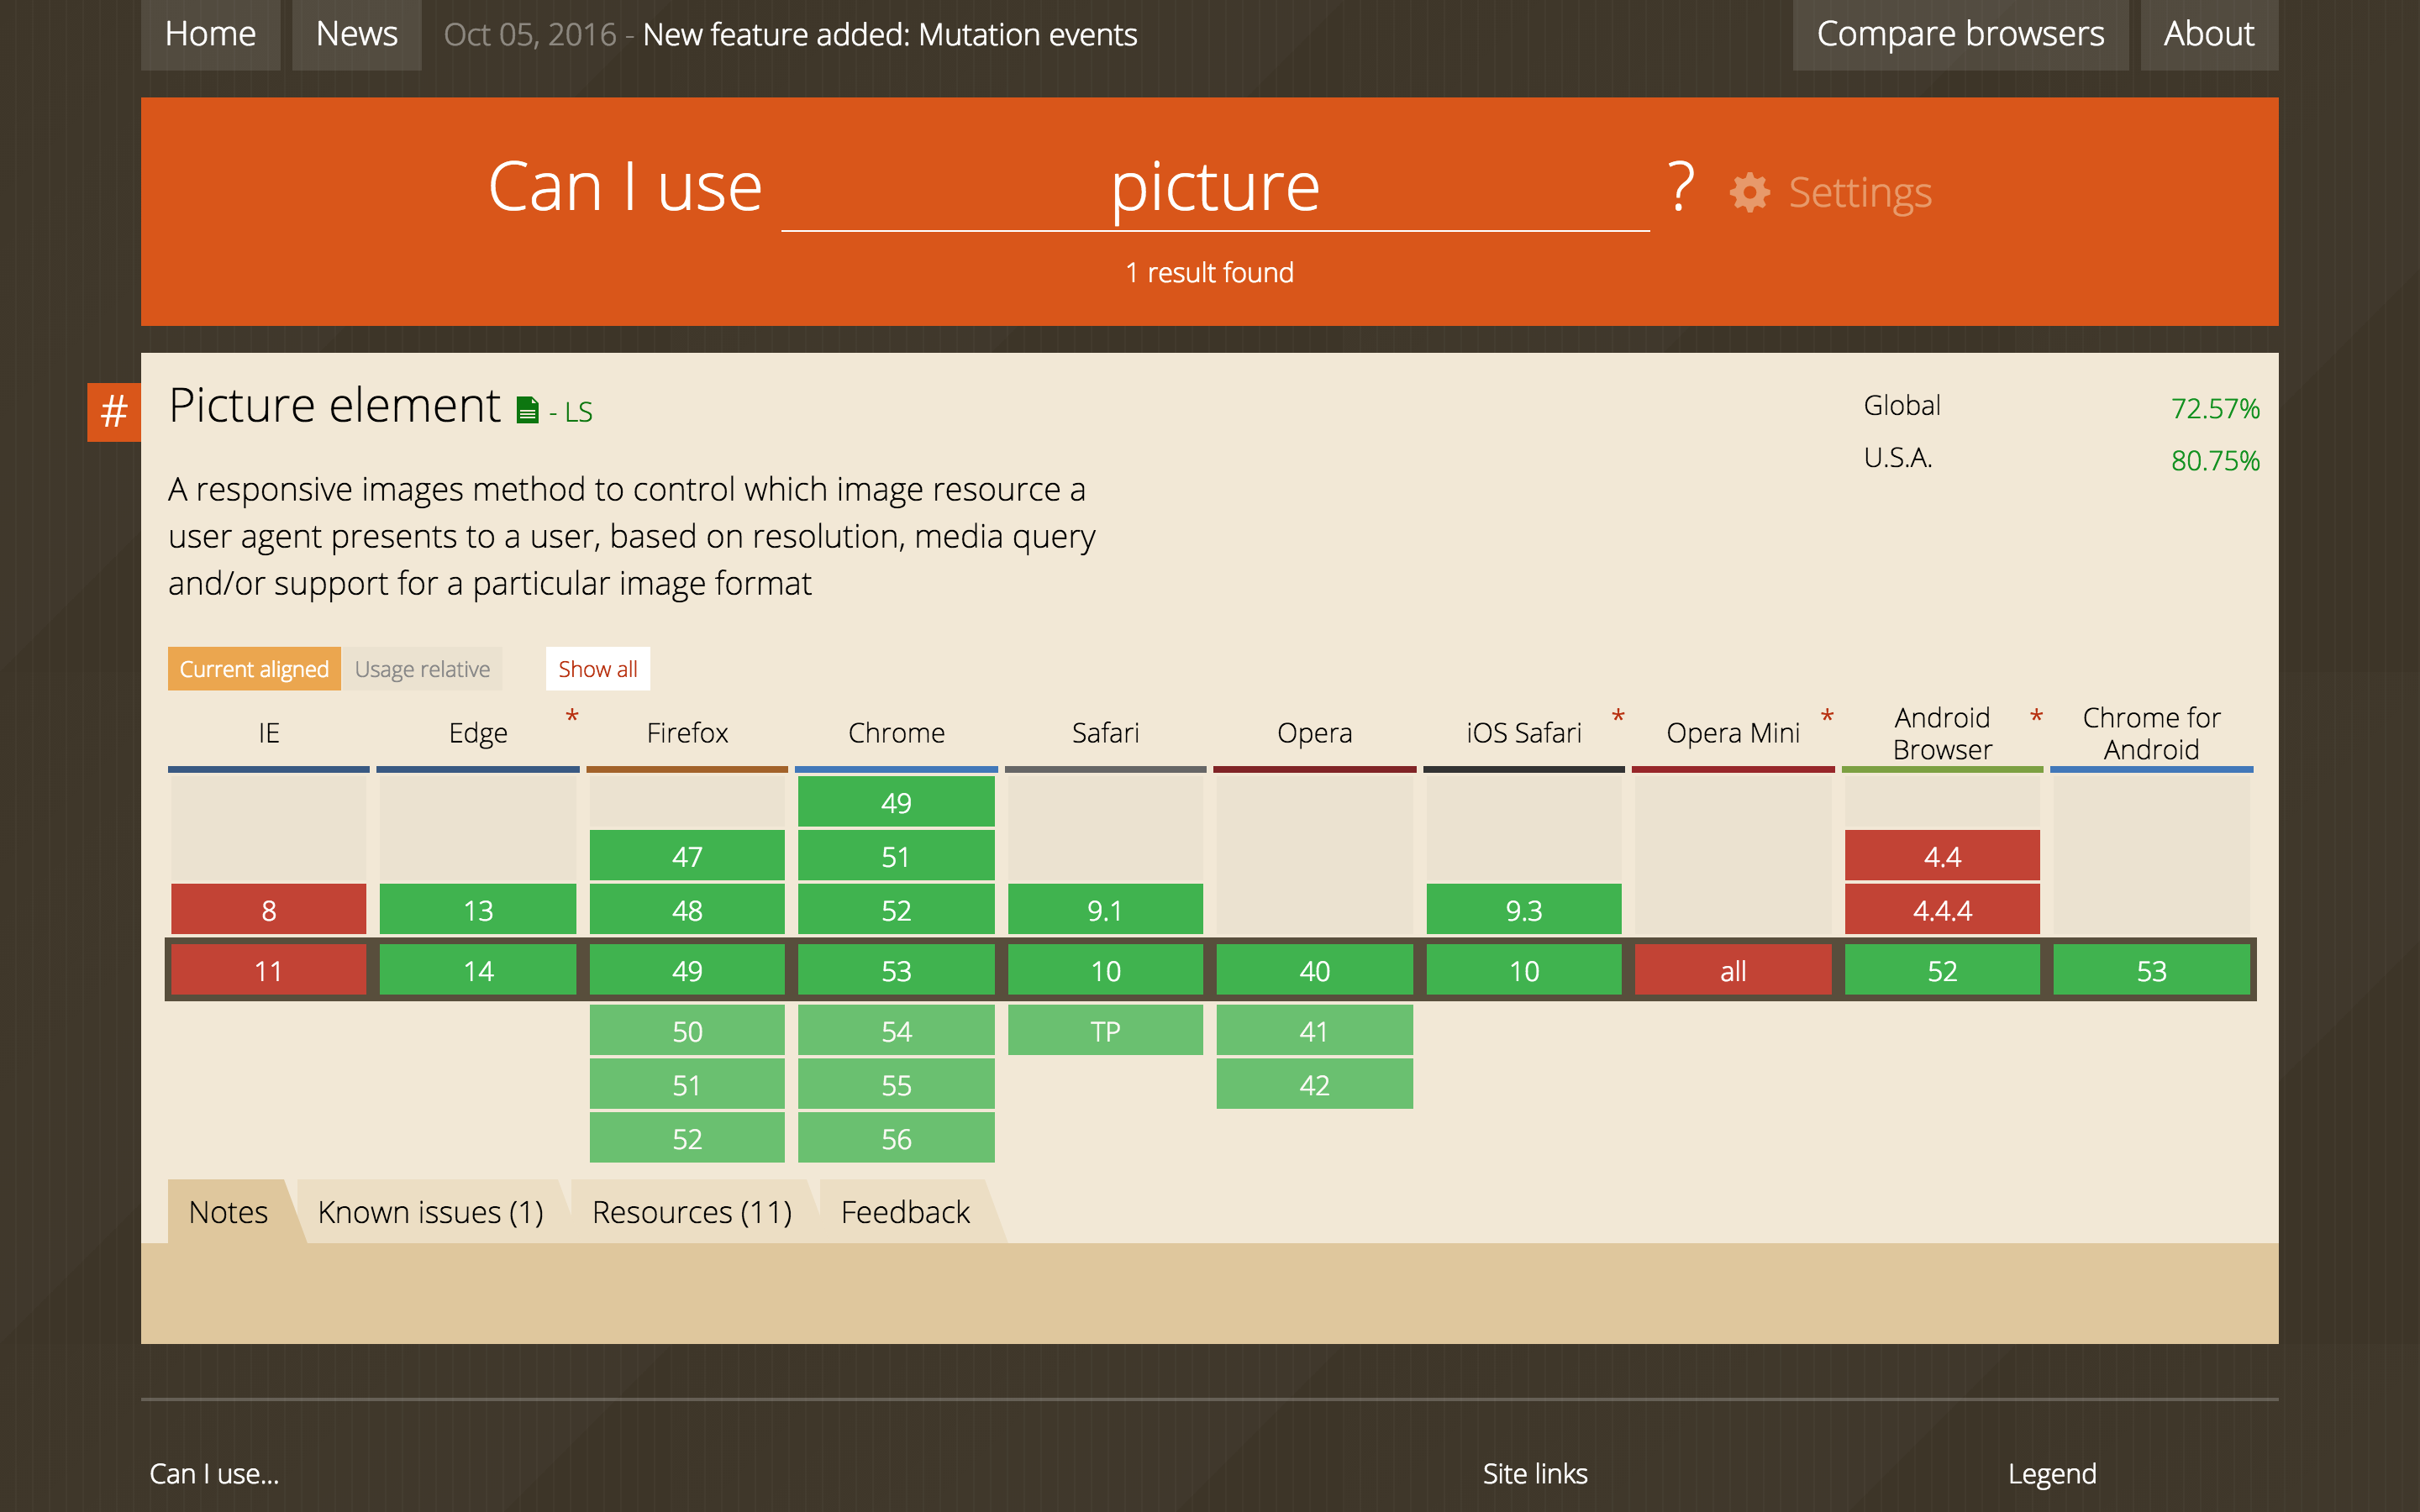 Home News Oct 05, 2016 - New feature added: Mutation events Compare browsers About
Can I use picture ? Settings
1 result found
# Picture element - LS
Global 72.57%
U.S.A. 80.75%
A responsive images method to control which image resource a
user agent presents to a user, based on resolution, media query
and/or support for a particular image format
Current aligned Usage relative Show all
IE Edge * Firefox Chrome Safari Opera iOS Safari * Opera Mini * Android Browser * Chrome for Android
49
47 51 4.4
8 13 48 52 9.1 9.3 4.4.4
11 14 49 53 10 40 10 all 52 53
50 54 TP 41
51 55 42
52 56
Notes Known issues (1) Resources (11) Feedback
Can I use... Site links Legend